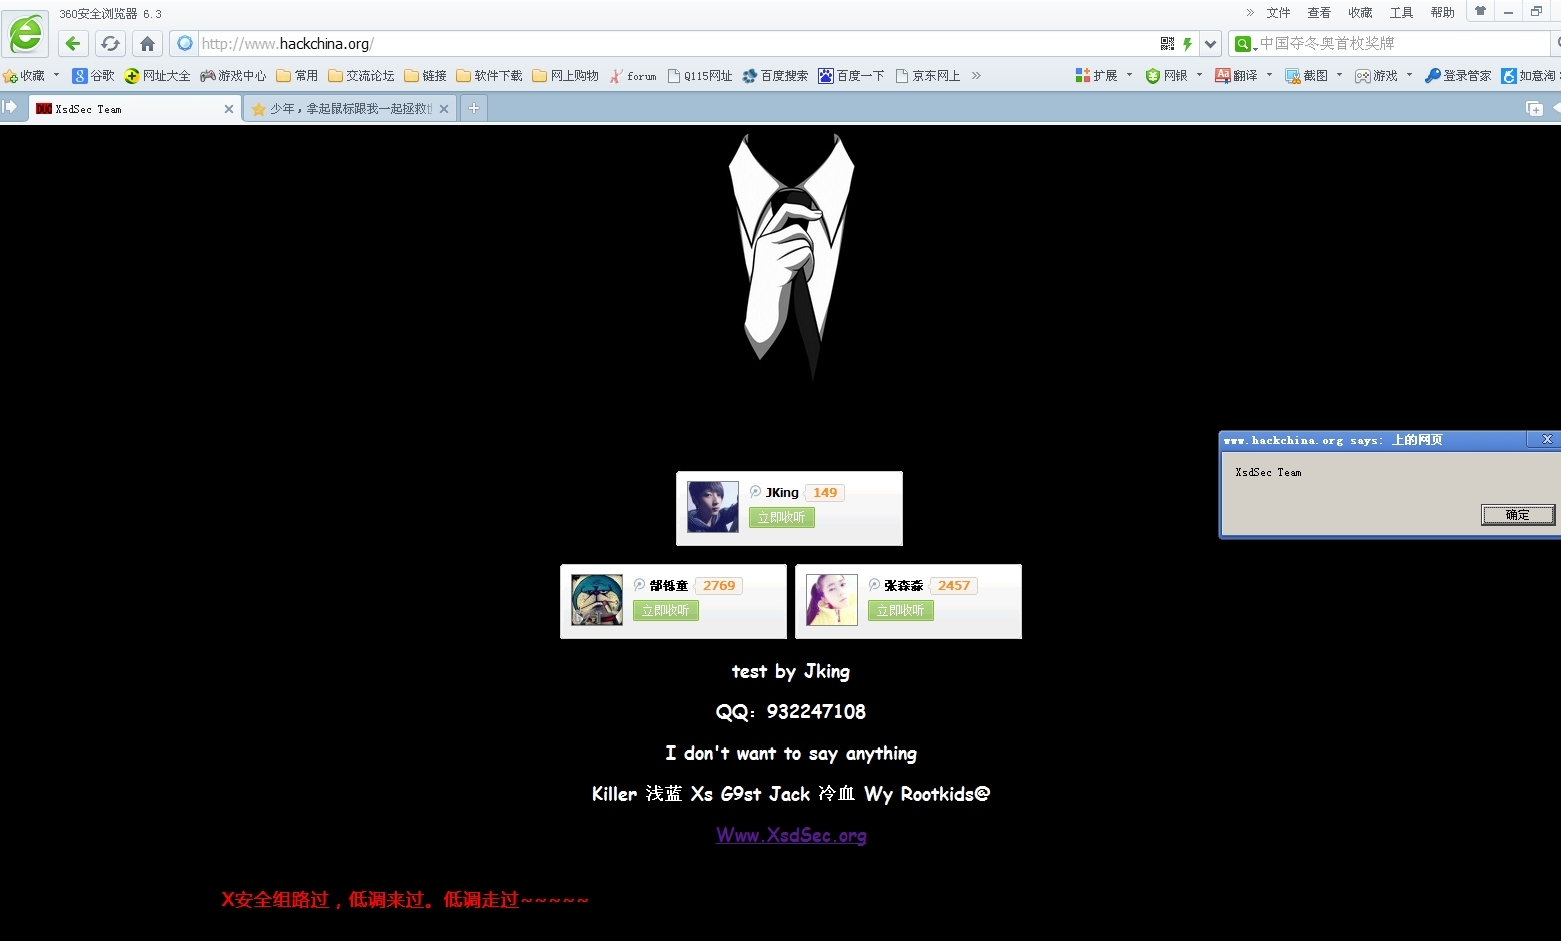 360安全浏览器 6.3
» 文件 查看 收藏 工具 帮助
http://www.hackchina.org/
中国夺冬奥首枚奖牌
收藏 谷歌 网址大全 游戏中心 常用 交流论坛 链接 软件下载 网上购物 forum Q115网址 百度搜索 百度一下 京东网上 » 扩展 网银 翻译 截图 游戏 登录管家 如意淘
XsdSec Team
少年，拿起鼠标跟我一起拯救
www.hackchina.org says: 上的网页
XsdSec Team
确定
JKing 149
立即收听
郜铄童 2769
立即收听
张森淼 2457
立即收听
test by Jking
QQ：932247108
I don't want to say anything
Killer 浅蓝 Xs G9st Jack 冷血 Wy Rootkids@
Www.XsdSec.org
X安全组路过，低调来过。低调走过~~~~~